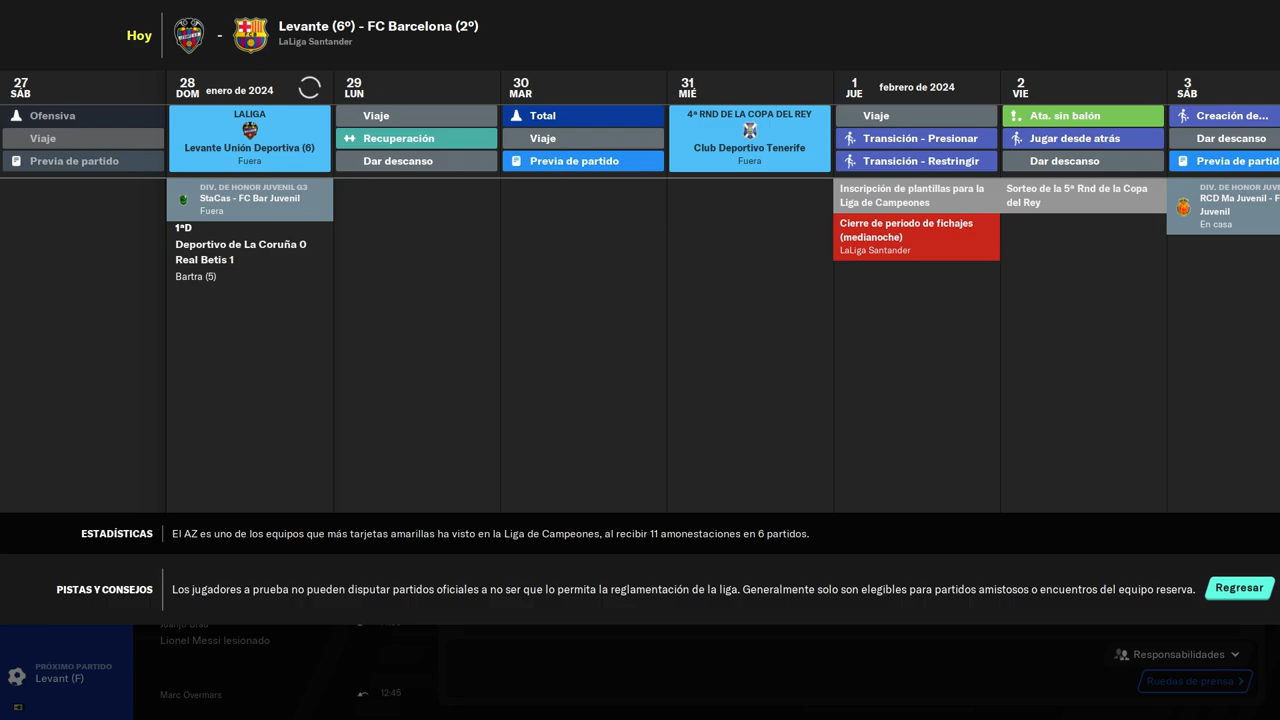 Hoy
-
Levante (6º) - FC Barcelona (2º)
LaLiga Santander
27
SÁB
28
DOM
enero de 2024
29
LUN
30
MAR
31
MIÉ
1
JUE
febrero de 2024
2
VIE
3
SÁB
Ofensiva
Viaje
Previa de partido
LALIGA
Levante Unión Deportiva (6)
Fuera
Viaje
Recuperación
Dar descanso
Total
Viaje
Previa de partido
4ª RND DE LA COPA DEL REY
Club Deportivo Tenerife
Fuera
Viaje
Transición - Presionar
Transición - Restringir
Ata. sin balón
Jugar desde atrás
Dar descanso
Creación de...
Dar descanso
Previa de partid
DIV. DE HONOR JUVENIL G3
StaCas - FC Bar Juvenil
Fuera
1ªD
Deportivo de La Coruña 0
Real Betis 1
Bartra (5)
Inscripción de plantillas para la
Liga de Campeones
Cierre de periodo de fichajes
(medianoche)
LaLiga Santander
Sorteo de la 5ª Rnd de la Copa
del Rey
DIV. DE HONOR JUVE
RCD Ma Juvenil - F
Juvenil
En casa
ESTADÍSTICAS
El AZ es uno de los equipos que más tarjetas amarillas ha visto en la Liga de Campeones, al recibir 11 amonestaciones en 6 partidos.
PISTAS Y CONSEJOS
Los jugadores a prueba no pueden disputar partidos oficiales a no ser que lo permita la reglamentación de la liga. Generalmente solo son elegibles para partidos amistosos o encuentros del equipo reserva.
Regresar
Lionel Messi lesionado
PRÓXIMO PARTIDO
Levant (F)
Marc Overmars
12:45
Responsabilidades
Ruedas de prensa